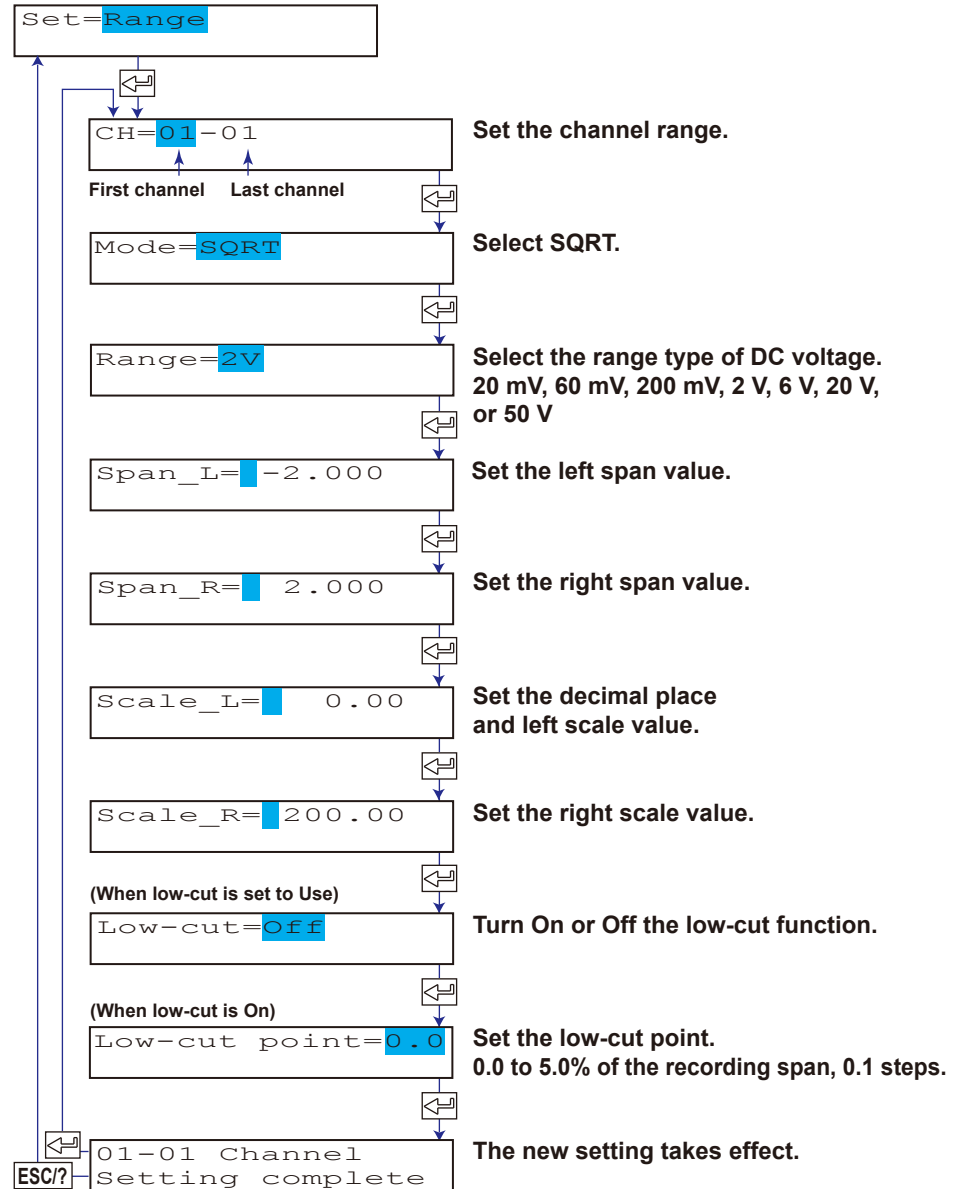 Set=Range
CH=01-01
Set the channel range.
First channel Last channel
Mode=SQRT
Select SQRT.
Range=2V
Select the range type of DC voltage.
20 mV, 60 mV, 200 mV, 2 V, 6 V, 20 V,
or 50 V
Span_L= -2.000
Set the left span value.
Span_R= 2.000
Set the right span value.
Scale_L= 0.00
Set the decimal place
and left scale value.
Scale_R= 200.00
Set the right scale value.
(When low-cut is set to Use)
Low-cut=Off
Turn On or Off the low-cut function.
(When low-cut is On)
Low-cut point=0.0
Set the low-cut point.
0.0 to 5.0% of the recording span, 0.1 steps.
01-01 Channel
Setting complete
The new setting takes effect.
ESC/?